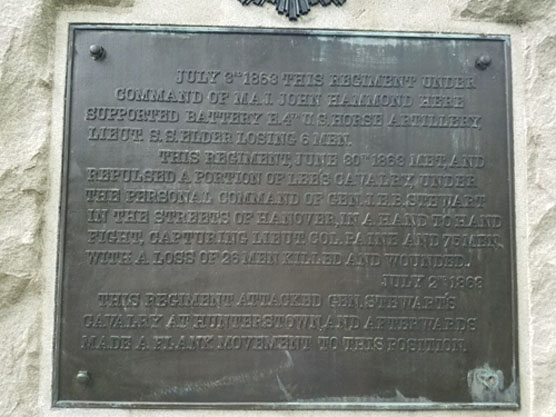 JULY 3RD 1863 THIS REGIMENT UNDER
COMMAND OF MAJ. JOHN HAMMOND HERE
SUPPORTED BATTERY E. 4TH U.S. HORSE ARTILLERY,
LIEUT. S. S. ELDER LOSING 6 MEN.
THIS REGIMENT, JUNE 30TH 1863 MET, AND
REPULSED A PORTION OF LEE'S CAVALRY, UNDER
THE PERSONAL COMMAND OF GEN. J. E. B. STEWART
IN THE STREETS OF HANOVER, IN A HAND TO HAND
FIGHT, CAPTURING LIEUT. COL. PAINE AND 75 MEN,
WITH A LOSS OF 26 MEN KILLED AND WOUNDED.
JULY 2ND 1863
THIS REGIMENT ATTACKED GEN. STEWART'S
CAVALRY AT HUNTERSTOWN, AND AFTERWARDS
MADE A FLANK MOVEMENT TO THIS POSITION.